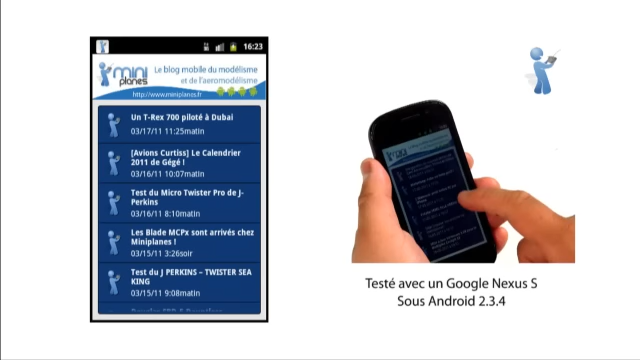 16:23
mini
planes
Le blog mobile du modélisme
et de l'aeromodélisme
http://www.miniplanes.fr
Un T-Rex 700 piloté à Dubai
03/17/11 11:25matin
[Avions Curtiss] Le Calendrier
2011 de Gégé !
03/16/11 10:07matin
Test du Micro Twister Pro de J-
Perkins
03/16/11 8:10matin
Les Blade MCPx sont arrivés chez
Miniplanes !
03/15/11 3:26soir
Test du J PERKINS – TWISTER SEA
KING
03/15/11 9:08matin
Testé avec un Google Nexus S
Sous Android 2.3.4